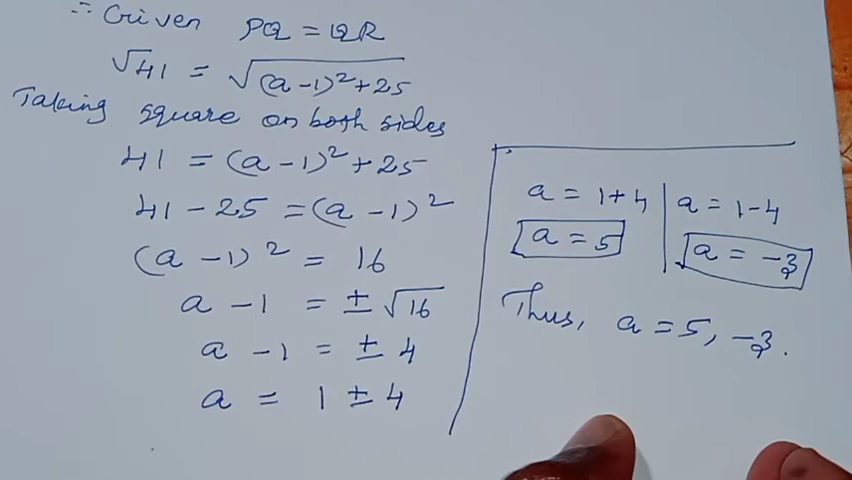 ∴ Given PQ = QR
√41 = √(a-1)²+25
Taking square on both sides
41 = (a-1)²+25
41-25 = (a-1)²
(a-1)² = 16
a-1 = ±√16
a-1 = ±4
a = 1±4
a = 1+4 | a = 1-4
a = 5 | a = -3
Thus, a = 5, -3.